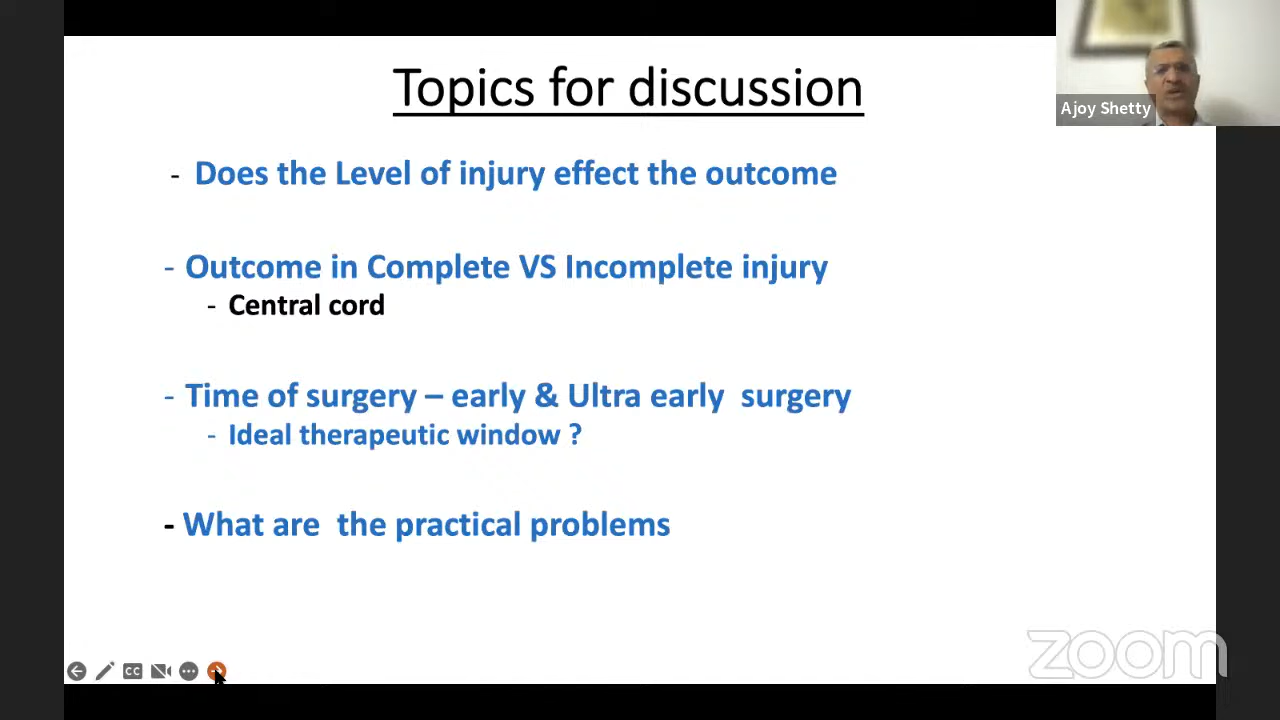 Topics for discussion
Ajoy Shetty
- Does the Level of injury effect the outcome
- Outcome in Complete VS Incomplete injury
- Central cord
- Time of surgery – early & Ultra early surgery
- Ideal therapeutic window ?
- What are the practical problems
CC
zoom